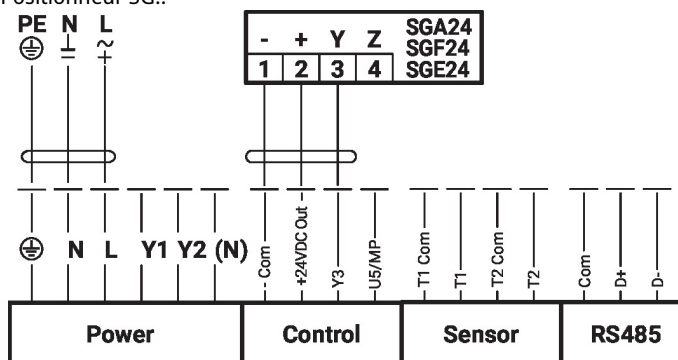 Positionneur SG..
PE N L
- + Y Z
1 2 3 4
SGA24
SGF24
SGE24
N L Y1 Y2 (N)
- Com
+24VDC Out
Y3
U5/MP
T1 Com
T1
T2 Com
T2
Com
D+
D-
Power
Control
Sensor
RS485